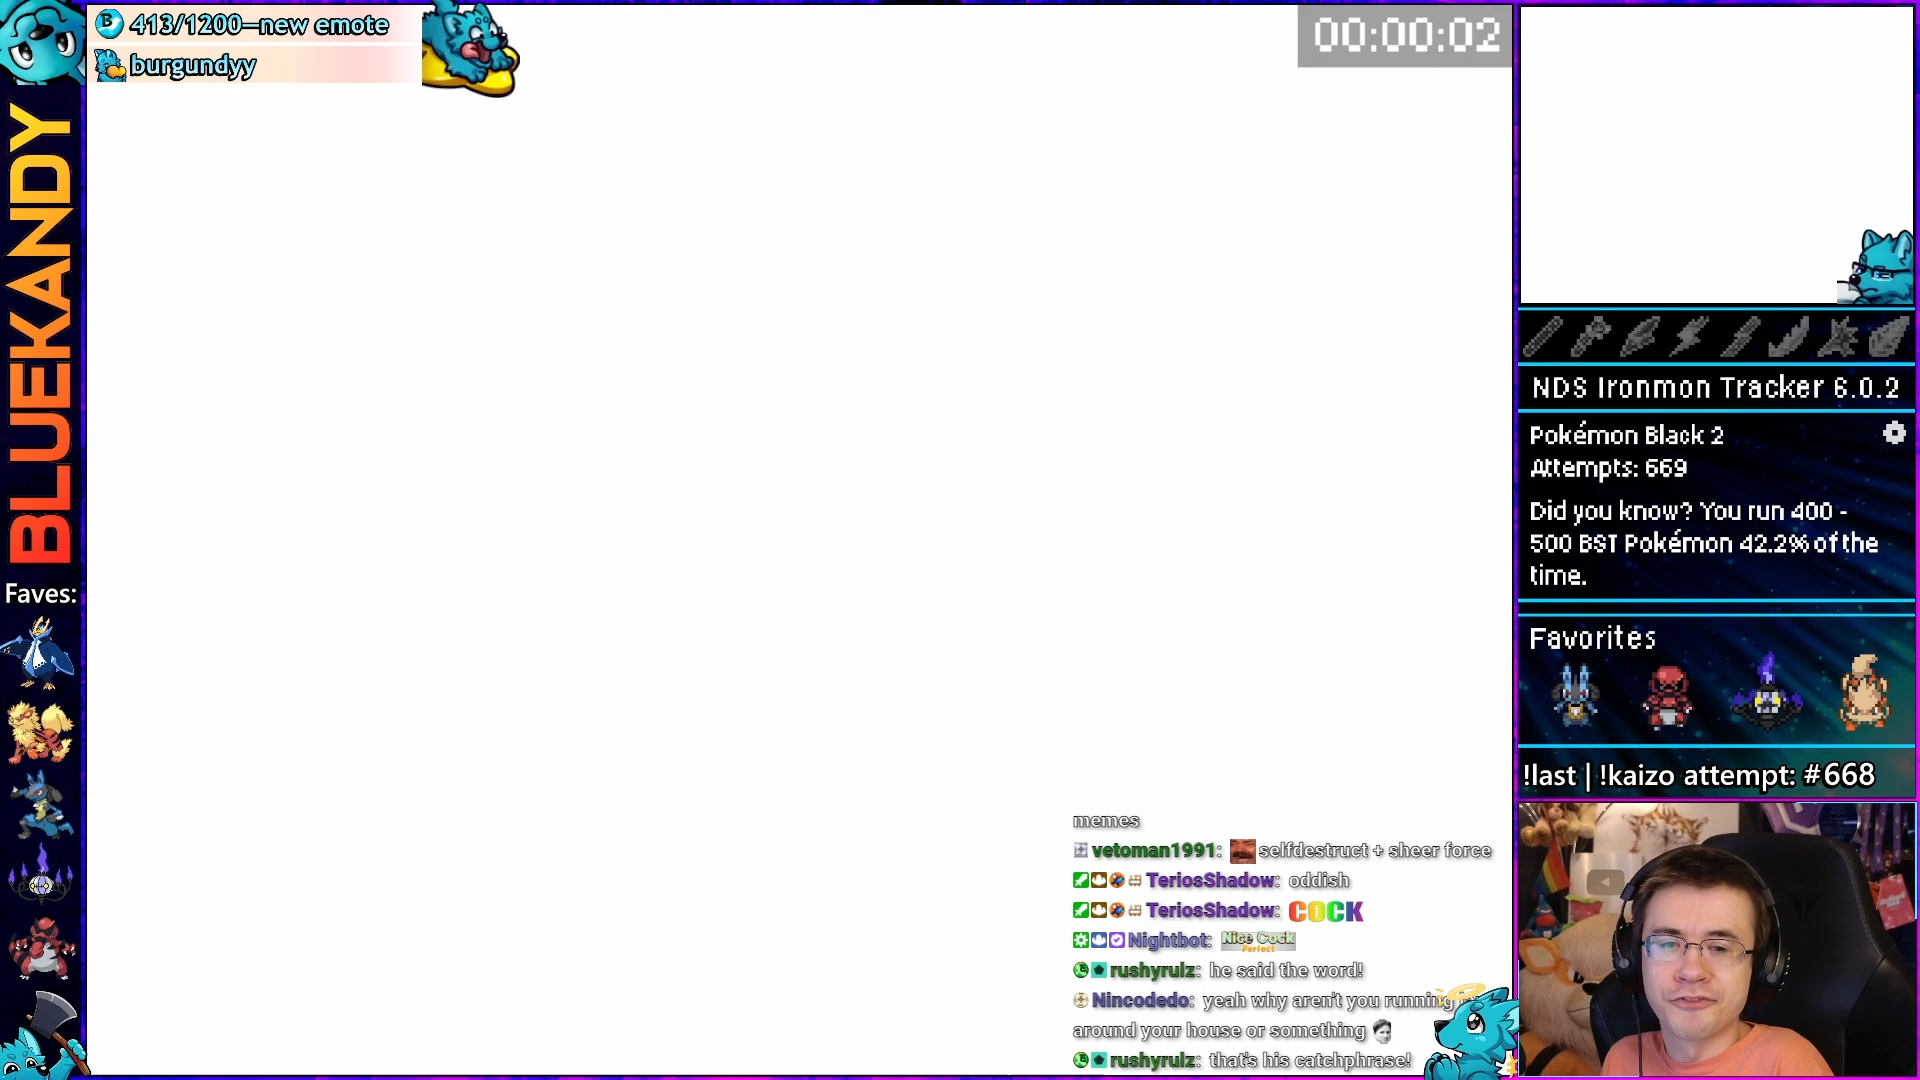 413/1200—new emote
burgundyy
00:00:02
BLUEKANDY
Faves:
NDS Ironmon Tracker 6.0.2
Pokémon Black 2
Attempts: 669
Did you know? You run 400 -
500 BST Pokémon 42.2% of the
time.
Favorites
!last | !kaizo attempt: #668
memes
vetoman1991: selfdestruct + sheer force
TeriosShadow: oddish
TeriosShadow: COCK
Nightbot: Nice Cock
Perfect
rushyrulz: he said the word!
Nincodedo: yeah why aren't you running
around your house or something
rushyrulz: that's his catchphrase!